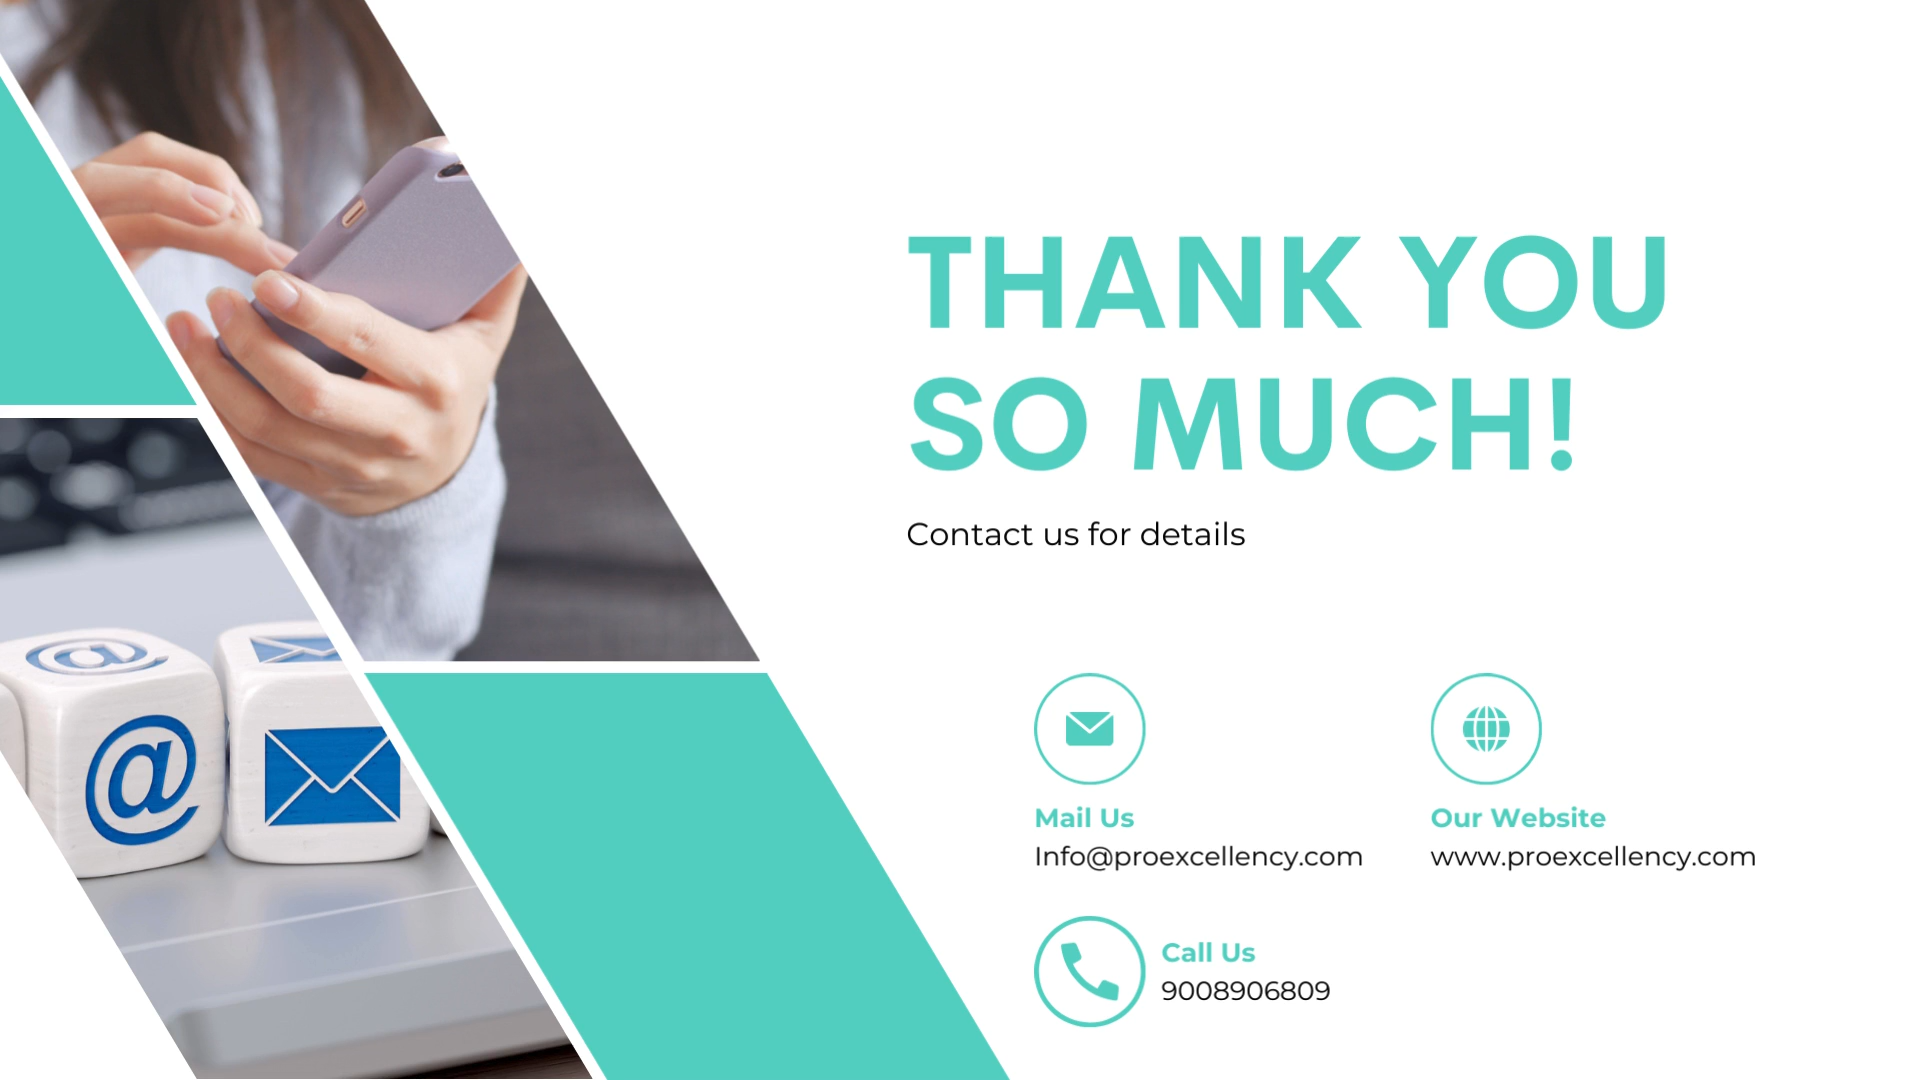 THANK YOU
SO MUCH!
Contact us for details
Mail Us
Info@proexcellency.com
Our Website
www.proexcellency.com
Call Us
9008906809
@
@